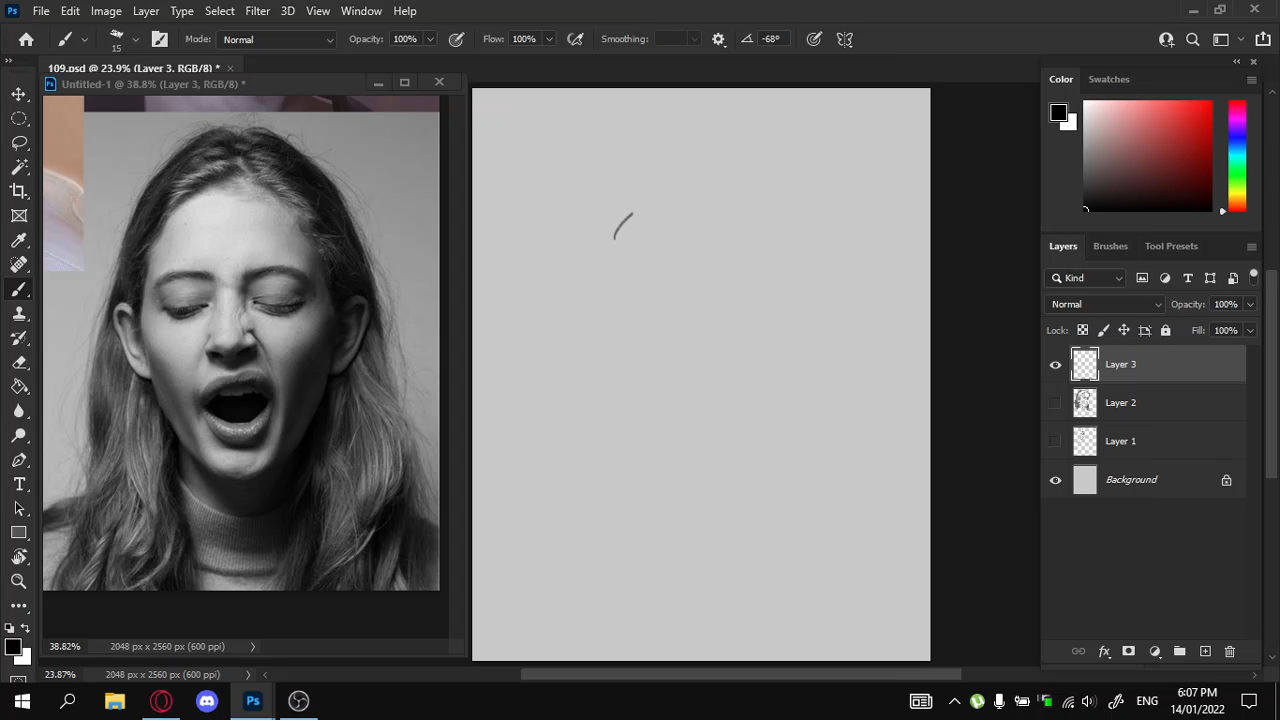 Ps File Edit Image Layer Type Select Filter 3D View Window Help
15 Mode: Normal Opacity: 100% Flow: 100% Smoothing: -68°
109.psd @ 23.9% (Layer 3, RGB/8) *
Ps Untitled-1 @ 38.8% (Layer 3, RGB/8) *
38.82% 2048 px x 2560 px (600 ppi)
23.87% 2048 px x 2560 px (600 ppi)
Color Swatches
Layers Brushes Tool Presets
Kind
Normal Opacity: 100%
Lock: Fill: 100%
Layer 3
Layer 2
Layer 1
Background
fx
T
Ps ENG 6:07 PM
14/01/2022